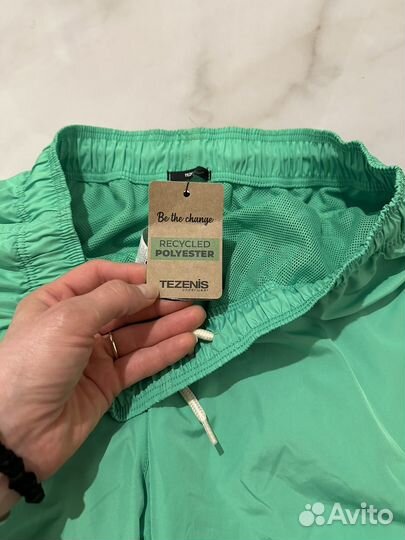 Be the change
RECYCLED
POLYESTER
TEZENIS
Avito